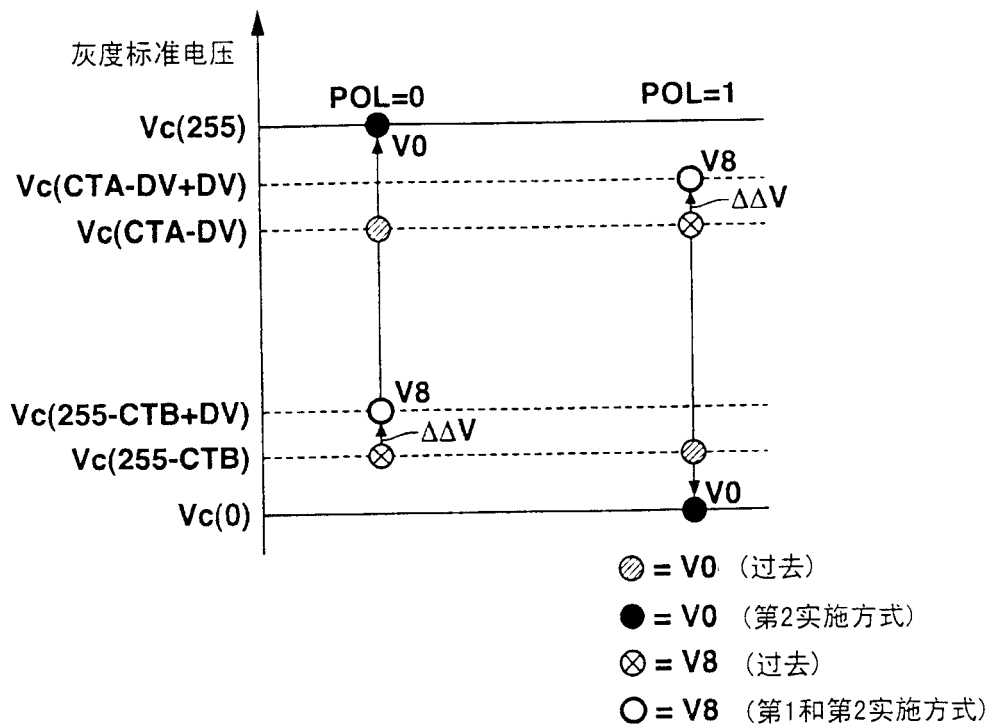 灰度标准电压
POL=0
POL=1
Vc(255)
V0
V8
Vc(CTA-DV+DV)
ΔΔV
Vc(CTA-DV)
V8
Vc(255-CTB+DV)
ΔΔV
Vc(255-CTB)
V0
Vc(0)
= V0 (过去)
= V0 (第2实施方式)
= V8 (过去)
= V8 (第1和第2实施方式)